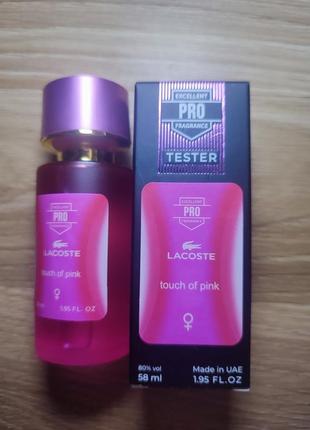 EXCELLENT
PRO
FRAGRANCE
LACOSTE
touch of pink
1.95 FL. OZ
EXCELLENT
PRO
FRAGRANCE
TESTER
EXCELLENT
PRO
FRAGRANCE
LACOSTE
touch of pink
80% vol
58 ml
Made in UAE
1.95 FL.OZ